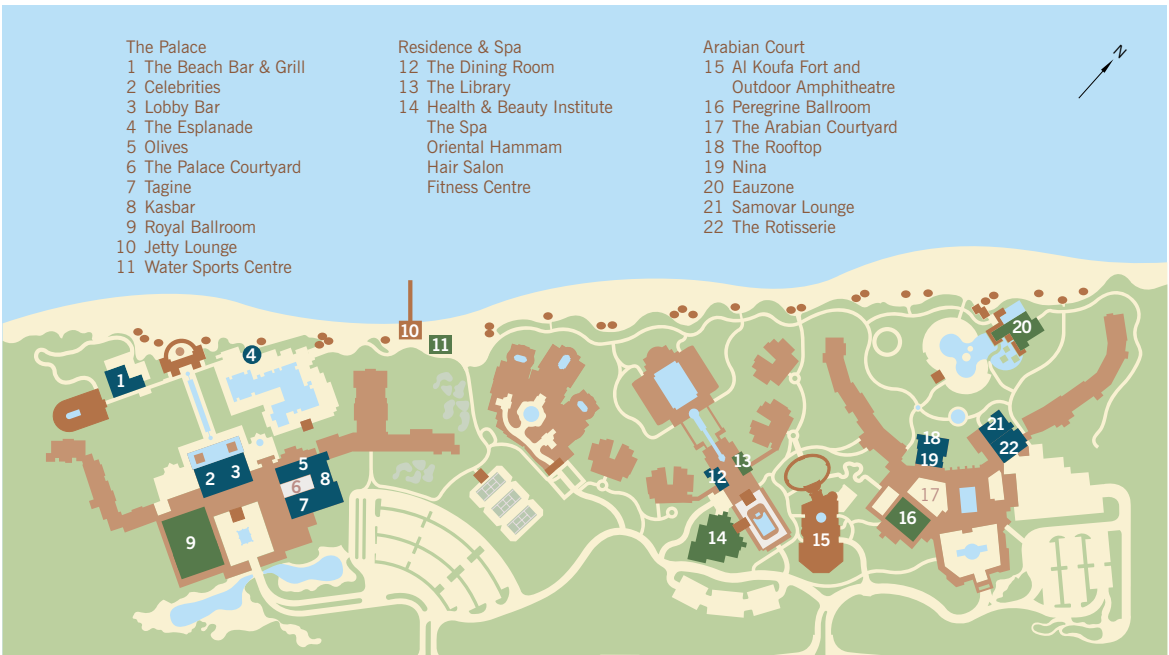 The Palace
1 The Beach Bar & Grill
2 Celebrities
3 Lobby Bar
4 The Esplanade
5 Olives
6 The Palace Courtyard
7 Tagine
8 Kasbar
9 Royal Ballroom
10 Jetty Lounge
11 Water Sports Centre
Residence & Spa
12 The Dining Room
13 The Library
14 Health & Beauty Institute
The Spa
Oriental Hammam
Hair Salon
Fitness Centre
Arabian Court
15 Al Koufa Fort and
Outdoor Amphitheatre
16 Peregrine Ballroom
17 The Arabian Courtyard
18 The Rooftop
19 Nina
20 Eauzone
21 Samovar Lounge
22 The Rotisserie
N
1
2
3
4
5
6
7
8
9
10
11
12
13
14
15
16
17
18
19
20
21
22